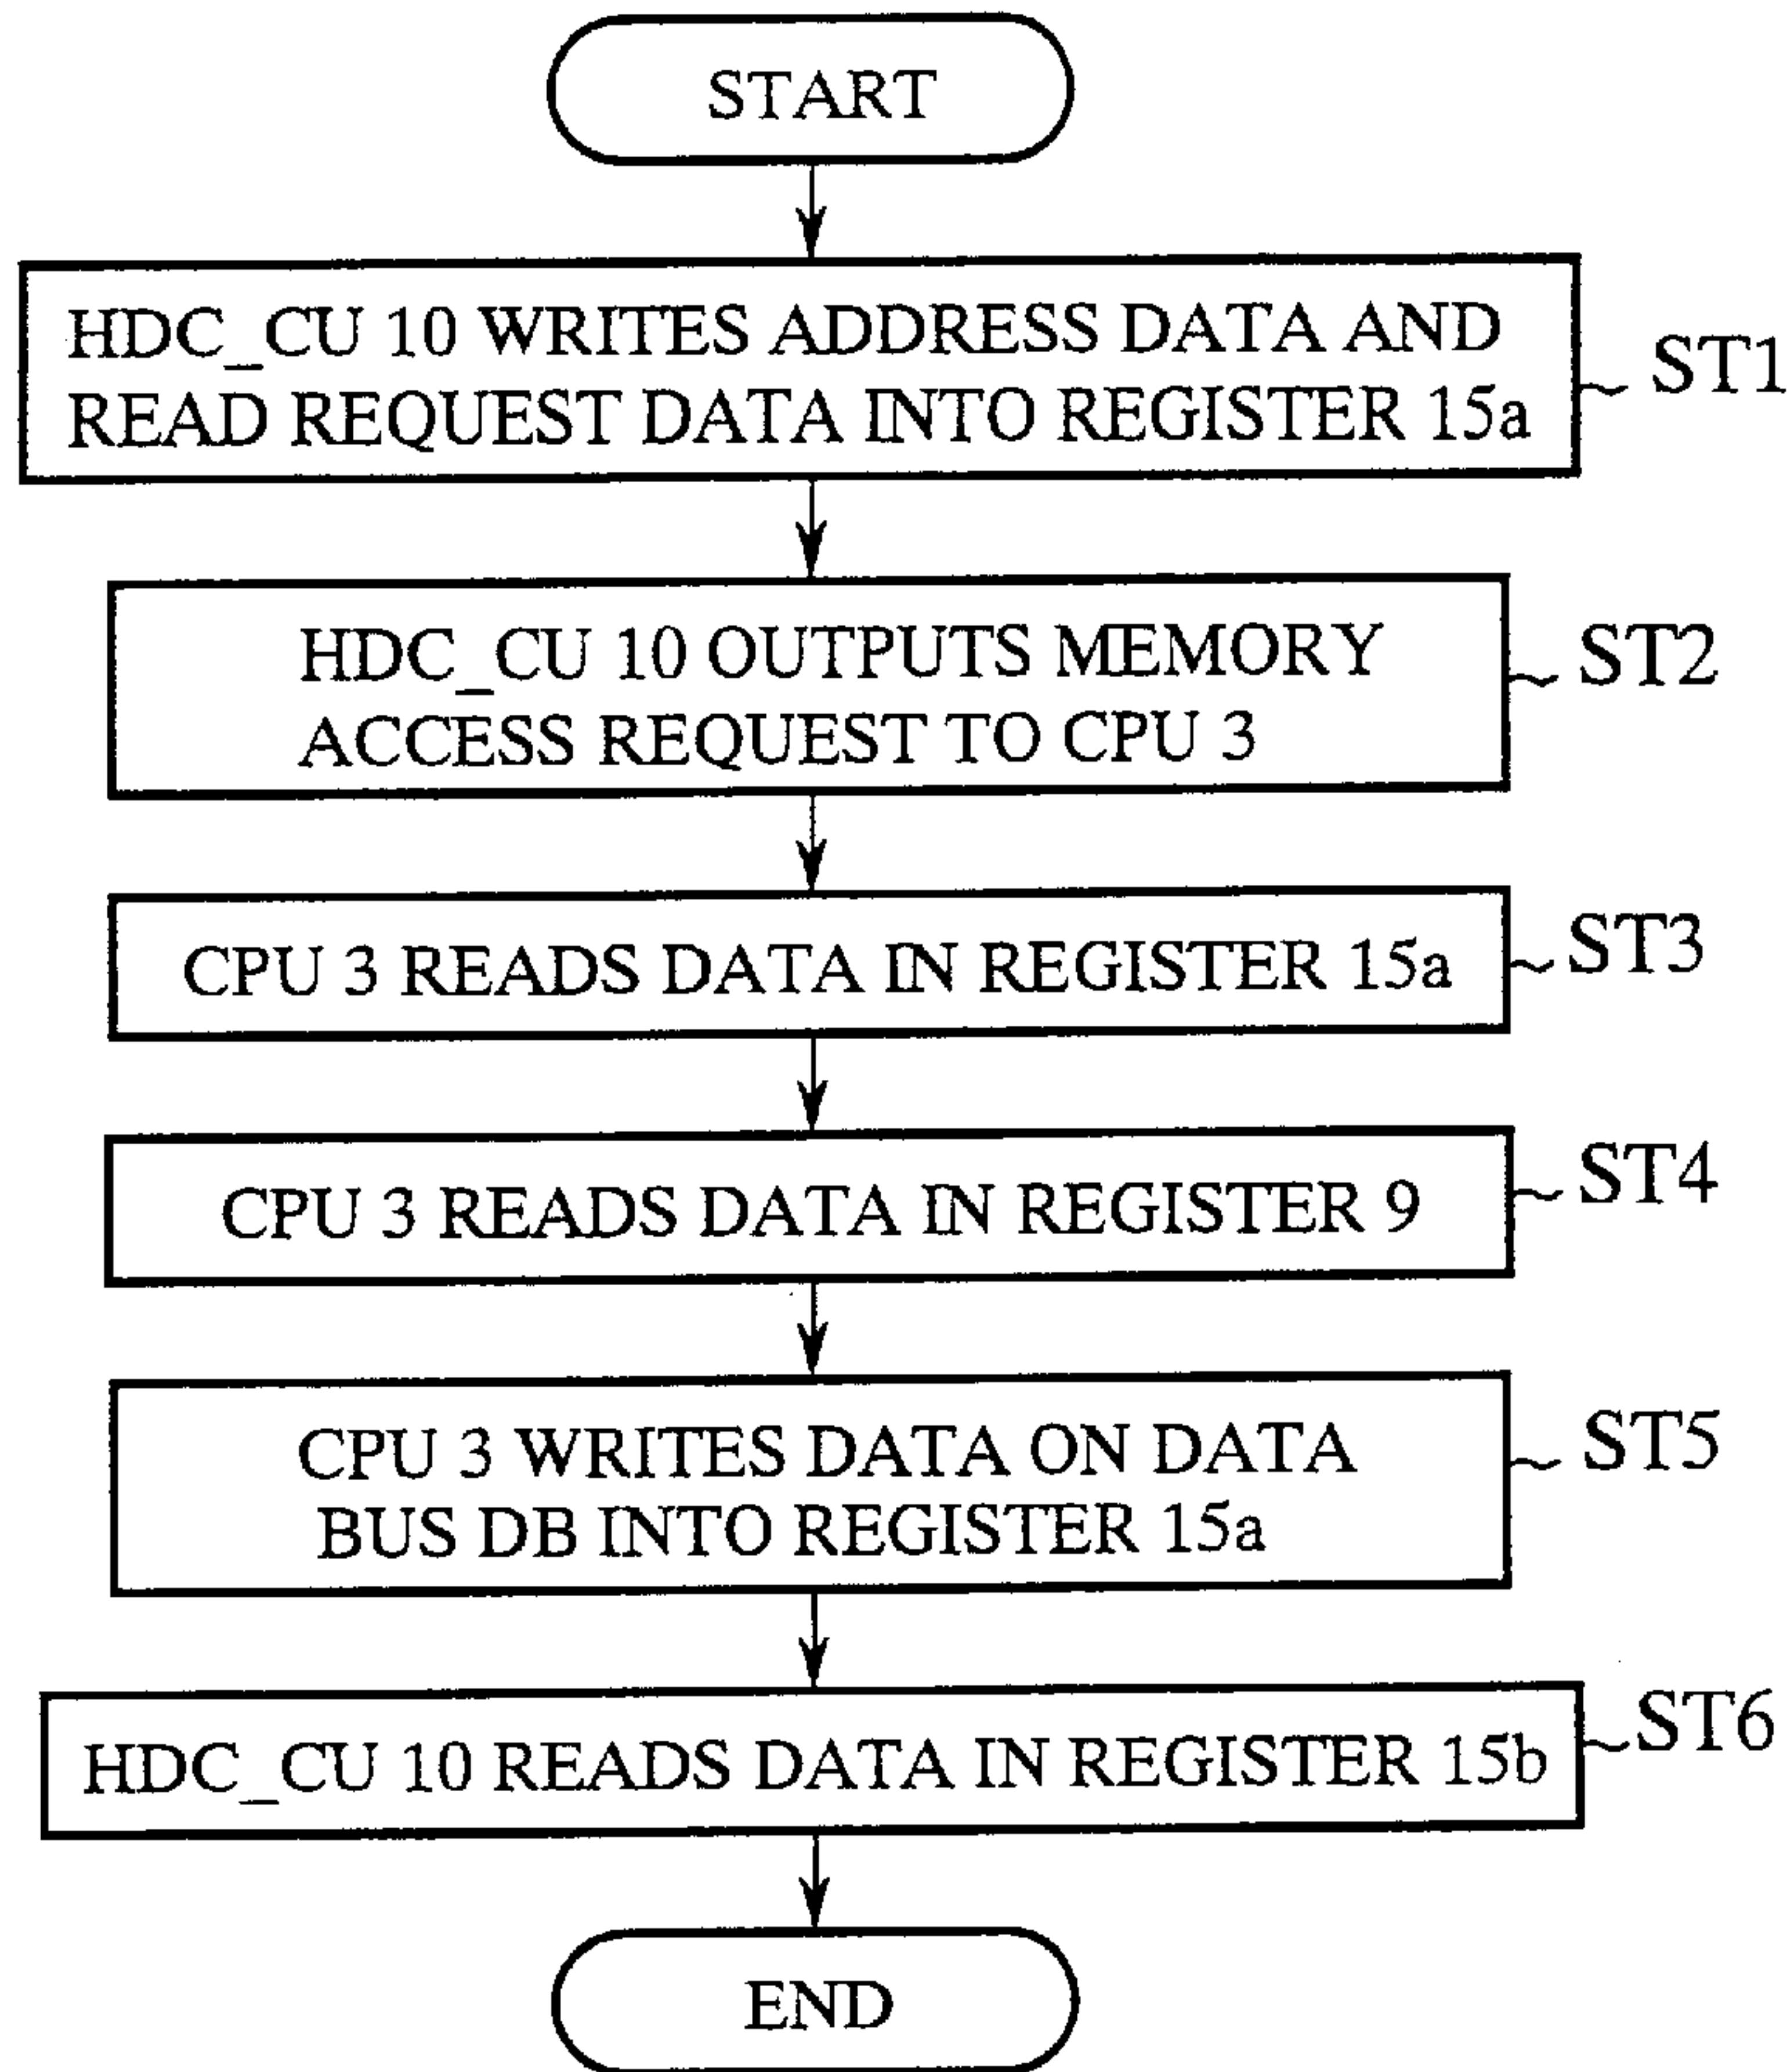 START
HDC_CU 10 WRITES ADDRESS DATA AND
READ REQUEST DATA INTO REGISTER 15a
ST1
HDC_CU 10 OUTPUTS MEMORY
ACCESS REQUEST TO CPU 3
ST2
CPU 3 READS DATA IN REGISTER 15a
ST3
CPU 3 READS DATA IN REGISTER 9
ST4
CPU 3 WRITES DATA ON DATA
BUS DB INTO REGISTER 15a
ST5
HDC_CU 10 READS DATA IN REGISTER 15b
ST6
END